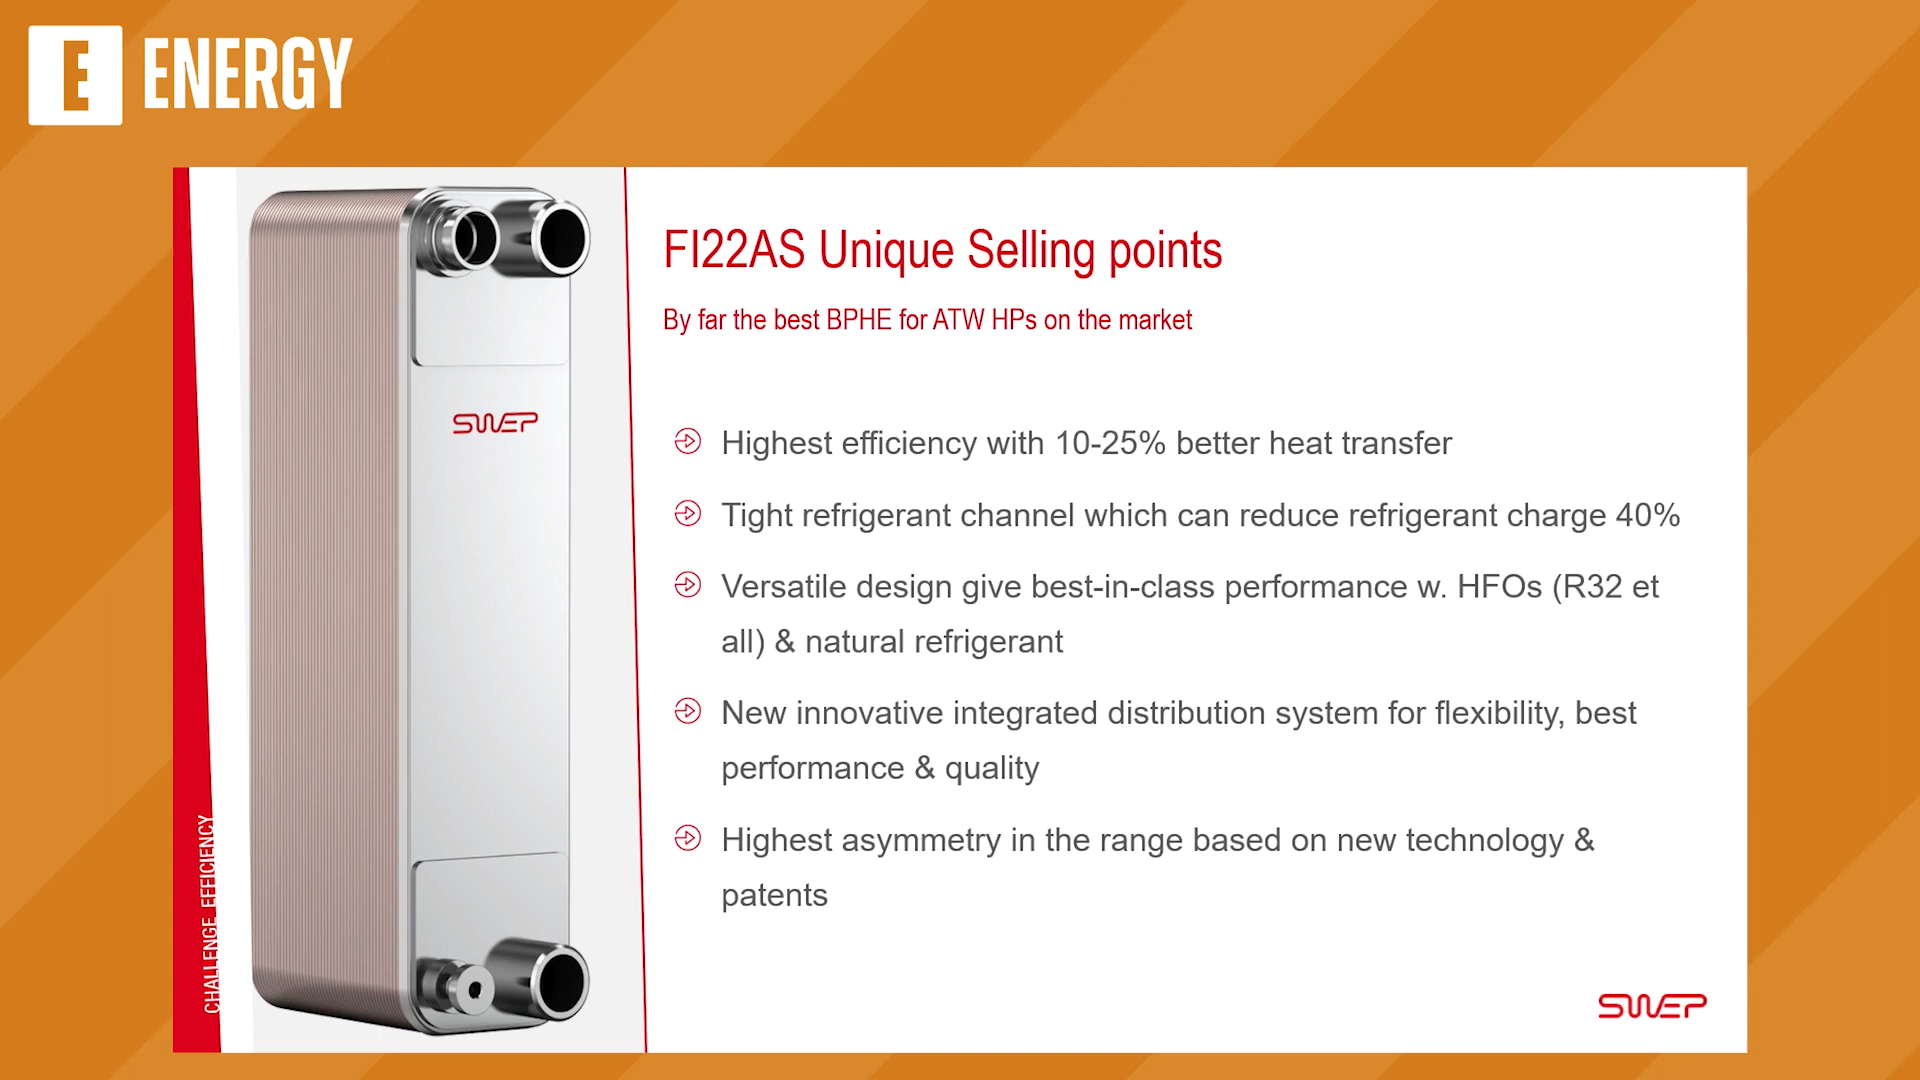 E ENERGY
FI22AS Unique Selling points
By far the best BPHE for ATW HPs on the market
Highest efficiency with 10-25% better heat transfer
Tight refrigerant channel which can reduce refrigerant charge 40%
Versatile design give best-in-class performance w. HFOs (R32 et
all) & natural refrigerant
New innovative integrated distribution system for flexibility, best
performance & quality
Highest asymmetry in the range based on new technology &
patents
SWEP
CHALLENGE EFFICIENCY
SWEP